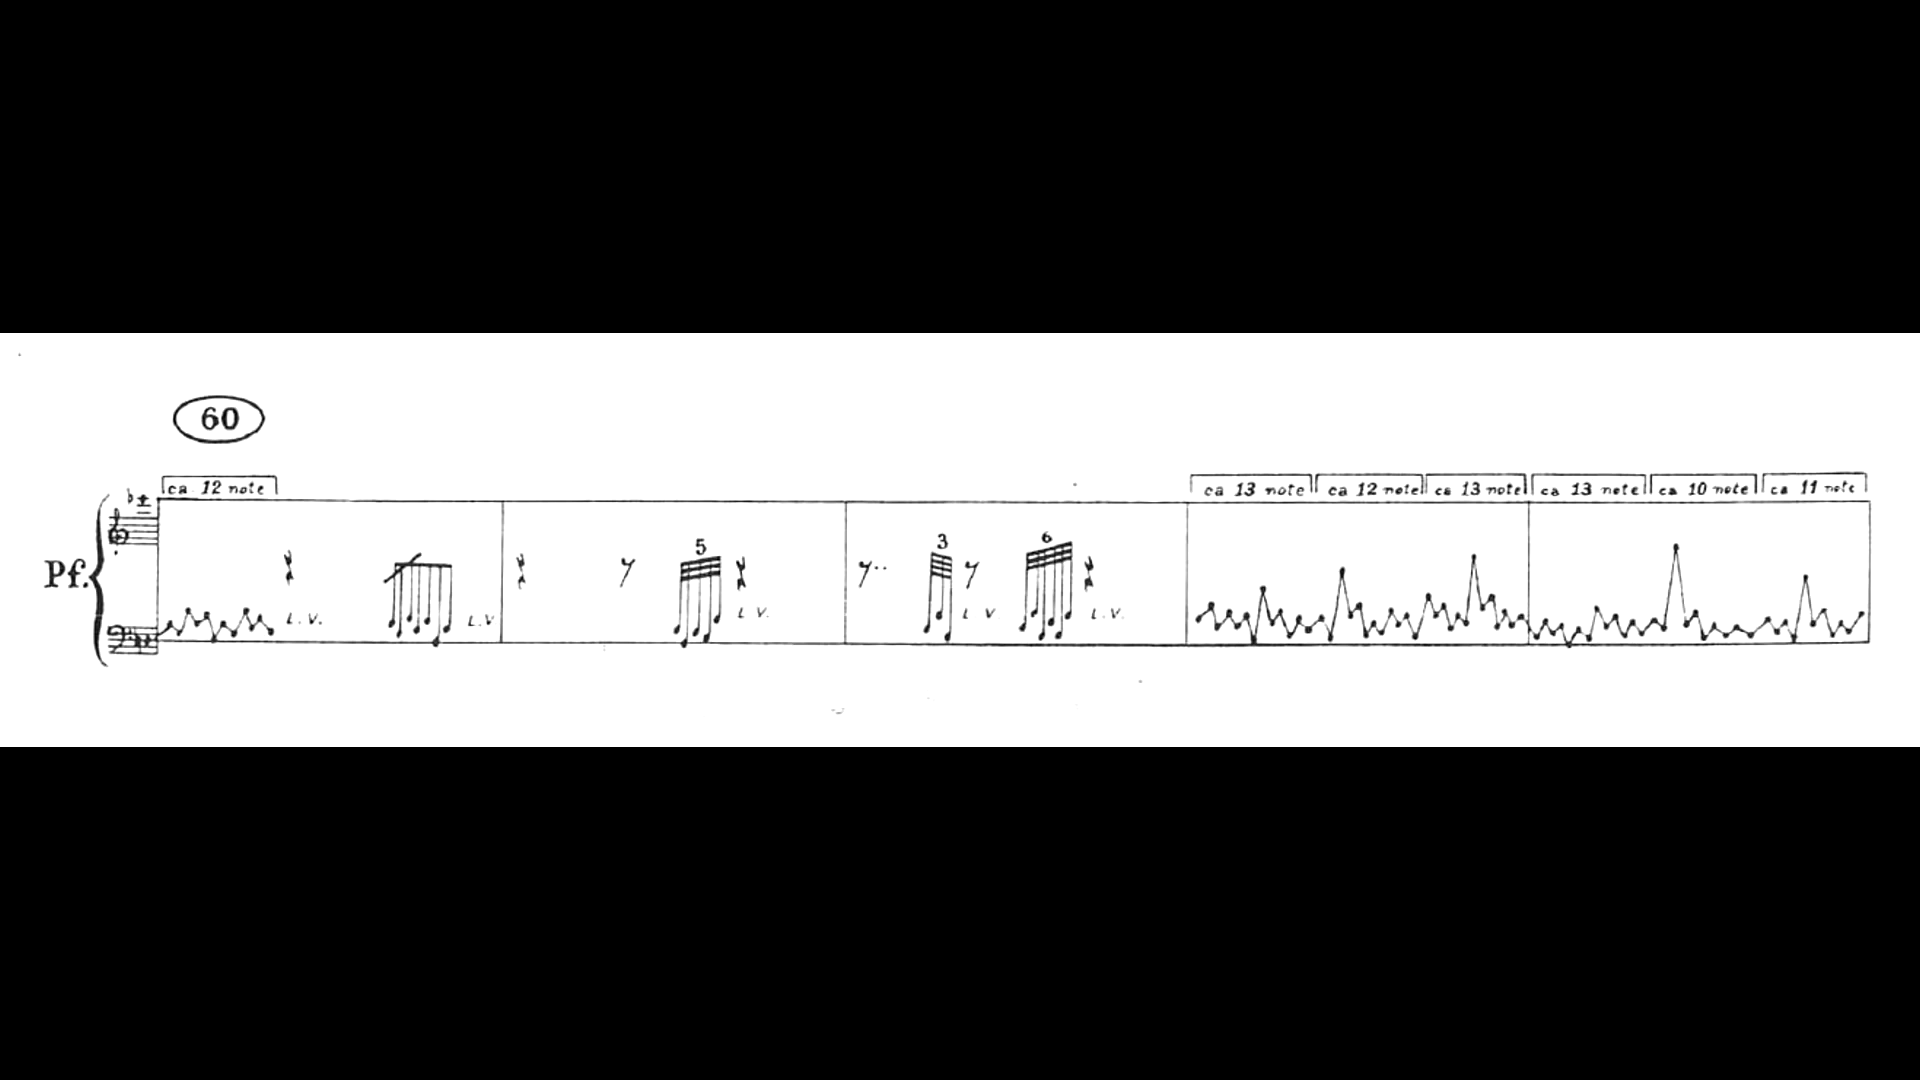 60
ca 12 note
ca 13 note ca 12 note ca 13 note ca 13 note ca 10 note ca 11 note
5
3
6
Pf.
L.V. L.V L.V. L V. L.V.